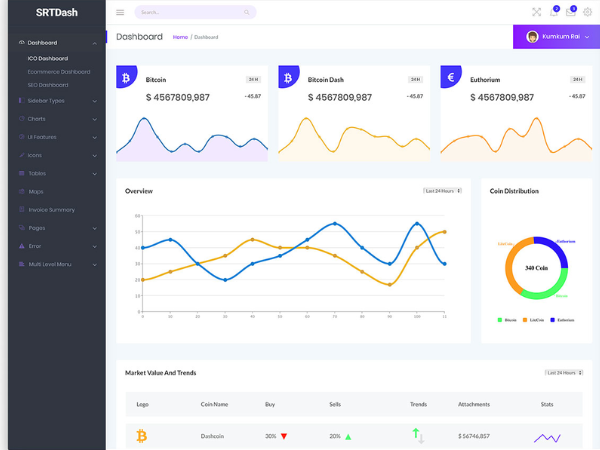 SRTDash
Search...
2
3
Dashboard
Home / Dashboard
Kumkum Rai
Dashboard
ICO Dashboard
Ecommerce Dashboard
SEO Dashboard
Sidebar Types
Charts
UI Features
Icons
Tables
Maps
Invoice Summary
Pages
Error
Multi Level Menu
Bitcoin
24 H
$ 4567809,987
-45.87
Bitcoin Dash
24 H
$ 4567809,987
-45.87
Euthorium
24 H
$ 4567809,987
-45.87
Overview
Last 24 Hours
60
50
40
30
20
10
0
0 10 20 30 40 50 60 70 80 90 100 11
Coin Distribution
Euthorium
LiteCoin
340 Coin
Bitcoin
Bitcoin LiteCoin Euthorium
Market Value And Trends
Last 24 Hours
Logo Coin Name Buy Sells Trends Attachments Stats
Dashcoin 30% 20% $ 56746,857